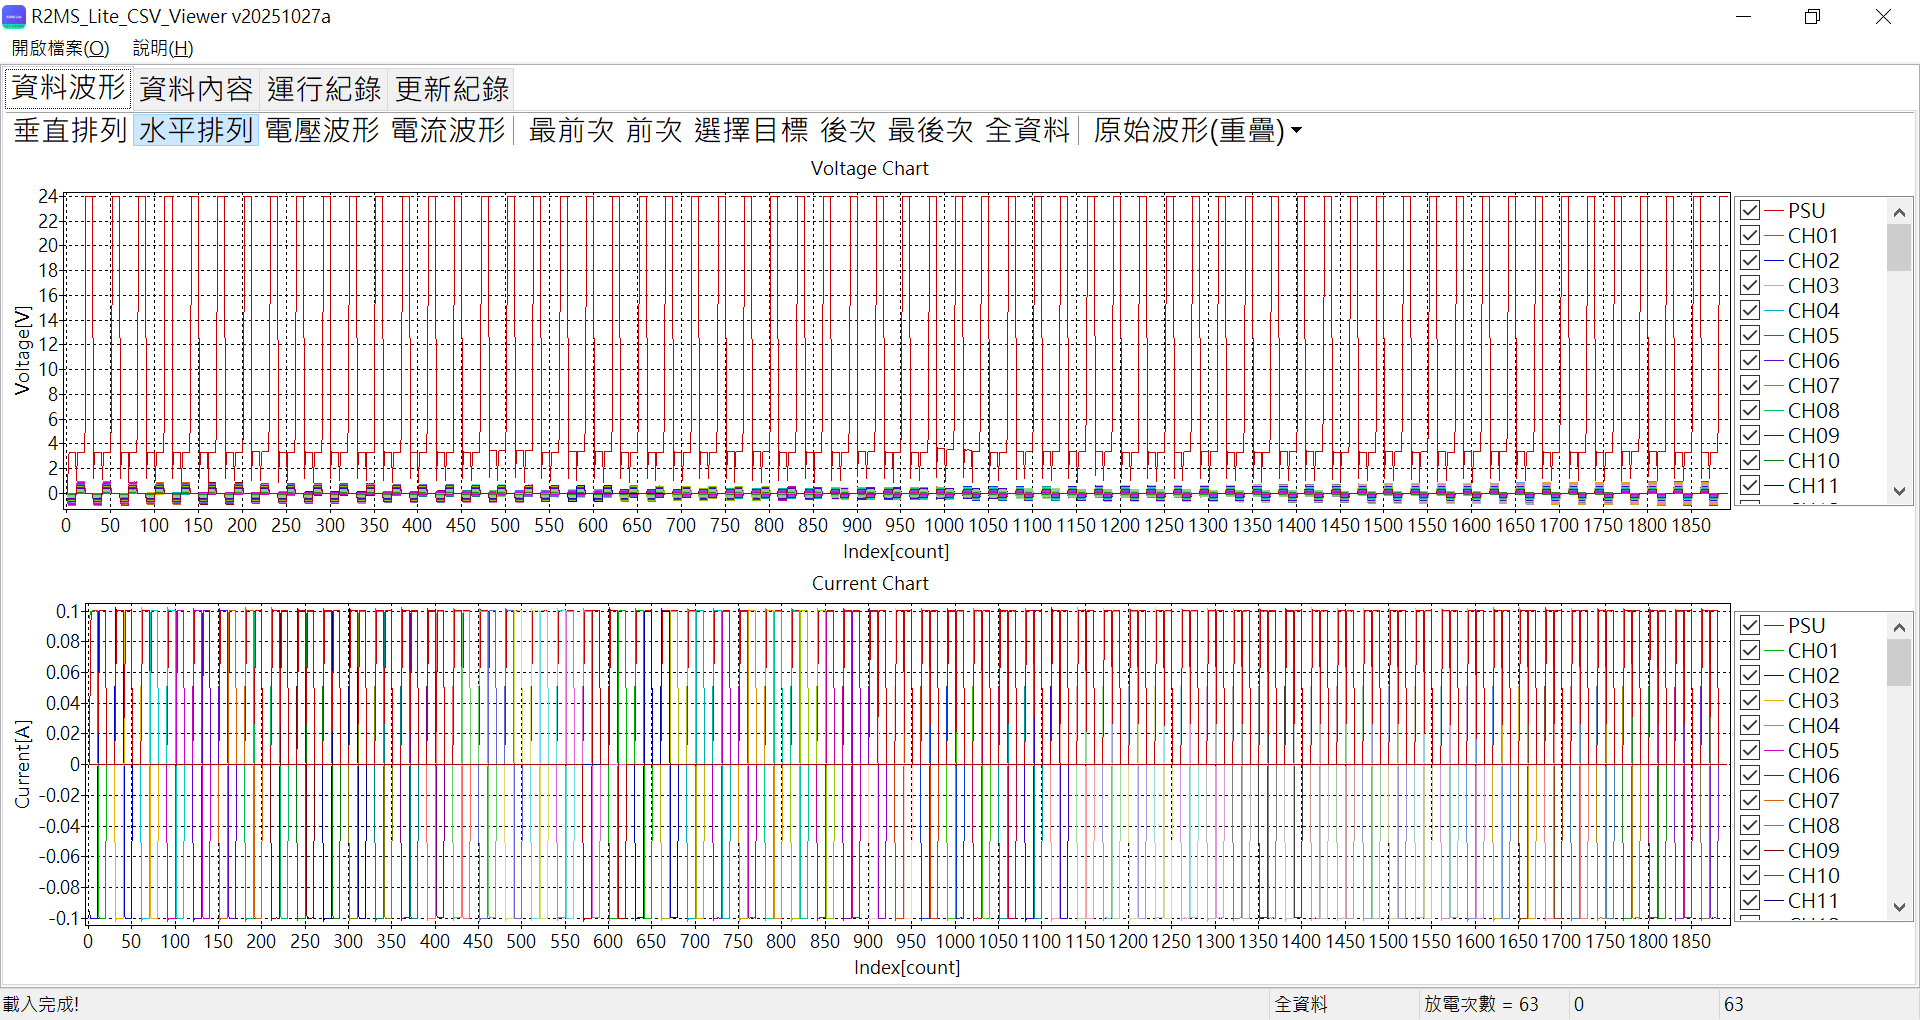 R2MS_Lite_CSV_Viewer v20251027a
開啟檔案(O) 說明(H)
資料波形 資料內容 運行紀錄 更新紀錄
垂直排列 水平排列 電壓波形 電流波形 最前次 前次 選擇目標 後次 最後次 全資料 原始波形(重疊)
Voltage Chart
Voltage[V]
24
22
20
18
16
14
12
10
8
6
4
2
0
0 50 100 150 200 250 300 350 400 450 500 550 600 650 700 750 800 850 900 950 1000 1050 1100 1150 1200 1250 1300 1350 1400 1450 1500 1550 1600 1650 1700 1750 1800 1850
Index[count]
PSU
CH01
CH02
CH03
CH04
CH05
CH06
CH07
CH08
CH09
CH10
CH11
Current Chart
Current[A]
0.1
0.08
0.06
0.04
0.02
0
-0.02
-0.04
-0.06
-0.08
-0.1
0 50 100 150 200 250 300 350 400 450 500 550 600 650 700 750 800 850 900 950 1000 1050 1100 1150 1200 1250 1300 1350 1400 1450 1500 1550 1600 1650 1700 1750 1800 1850
Index[count]
PSU
CH01
CH02
CH03
CH04
CH05
CH06
CH07
CH08
CH09
CH10
CH11
載入完成! 全資料 放電次數 = 63 0 63